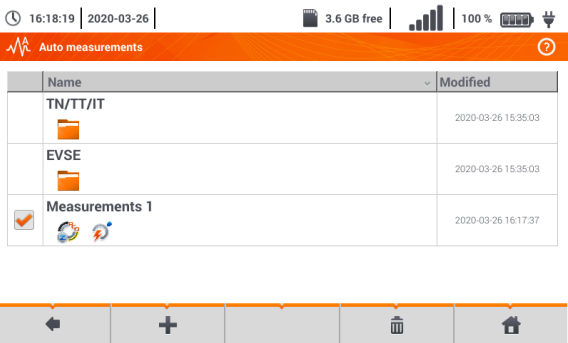 16:18:19 2020-03-26 3.6 GB free 100 %
Auto measurements ?
Name Modified
TN/TT/IT
2020-03-26 15:35:03
EVSE
2020-03-26 15:35:03
Measurements 1
2020-03-26 16:17:37